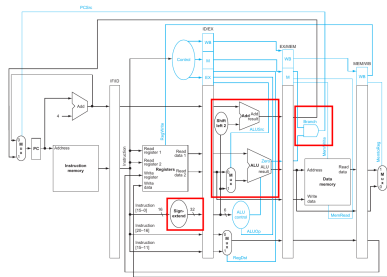 PCSrc
ID/EX
WB
EX/MEM
Control
M
WB
MEM/WB
EX
M
WB
IF/ID
Add
4
RegWrite
Shift
left 2
Add
Add
result
ALUSrc
Branch
M
u
x
PC
Address
Instruction
memory
Instruction
Read
register 1
Read
register 2
Registers
Write
register
Write
data
Read
data 1
Read
data 2
M
u
x
ALU
ALU
result
Address
Data
memory
Read
data
Write
data
MemtoReg
M
u
x
Instruction
[15–0]
16
Sign-
extend
32
6
ALU
control
MemRead
Instruction
[20–16]
Instruction
[15–11]
M
u
x
ALUOp
RegDst